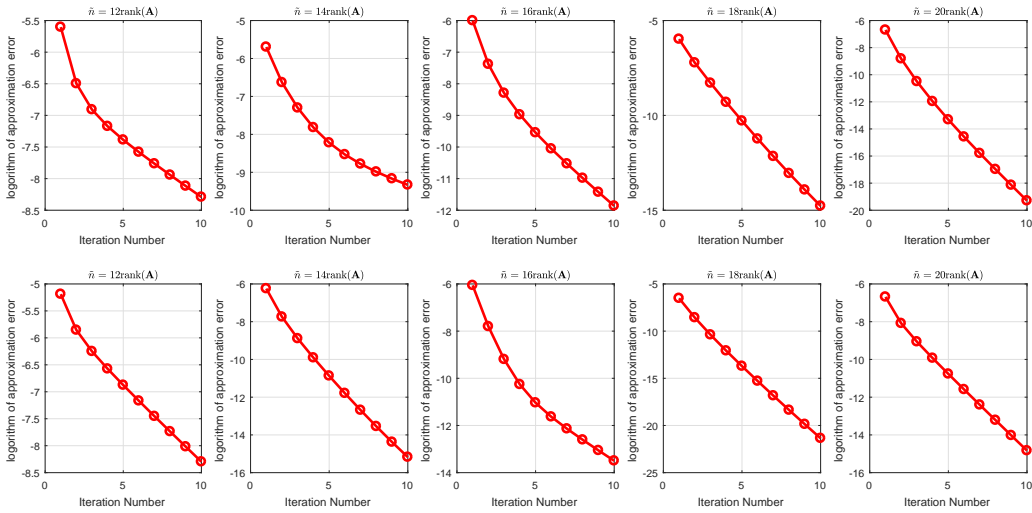 ñ = 12rank(A)
logorithm of approximation error
-5
-5.5
-6
-6.5
-7
-7.5
-8
-8.5
0 5 10
Iteration Number
ñ = 14rank(A)
logorithm of approximation error
-5
-6
-7
-8
-9
-10
0 5 10
Iteration Number
ñ = 16rank(A)
logorithm of approximation error
-6
-7
-8
-9
-10
-11
-12
0 5 10
Iteration Number
ñ = 18rank(A)
logorithm of approximation error
-5
-10
-15
0 5 10
Iteration Number
ñ = 20rank(A)
logorithm of approximation error
-6
-8
-10
-12
-14
-16
-18
-20
0 5 10
Iteration Number
ñ = 12rank(A)
logorithm of approximation error
-5
-5.5
-6
-6.5
-7
-7.5
-8
-8.5
0 5 10
Iteration Number
ñ = 14rank(A)
logorithm of approximation error
-6
-8
-10
-12
-14
-16
0 5 10
Iteration Number
ñ = 16rank(A)
logorithm of approximation error
-6
-8
-10
-12
-14
0 5 10
Iteration Number
ñ = 18rank(A)
logorithm of approximation error
-5
-10
-15
-20
-25
0 5 10
Iteration Number
ñ = 20rank(A)
logorithm of approximation error
-6
-8
-10
-12
-14
-16
0 5 10
Iteration Number